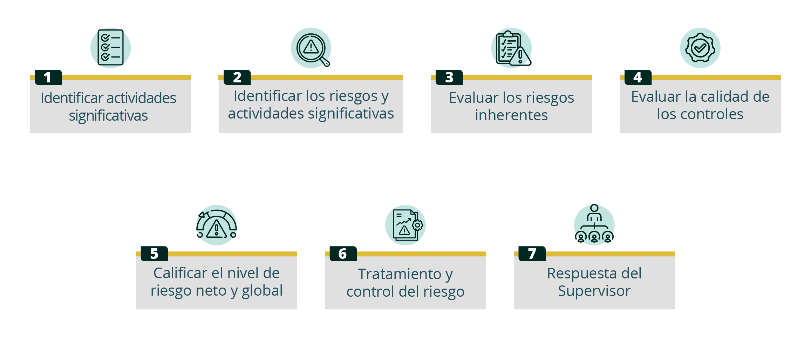 1
Identificar actividades
significativas
2
Identificar los riesgos y
actividades significativas
3
Evaluar los riesgos
inherentes
4
Evaluar la calidad de
los controles
5
Calificar el nivel de
riesgo neto y global
6
Tratamiento y
control del riesgo
7
Respuesta del
Supervisor